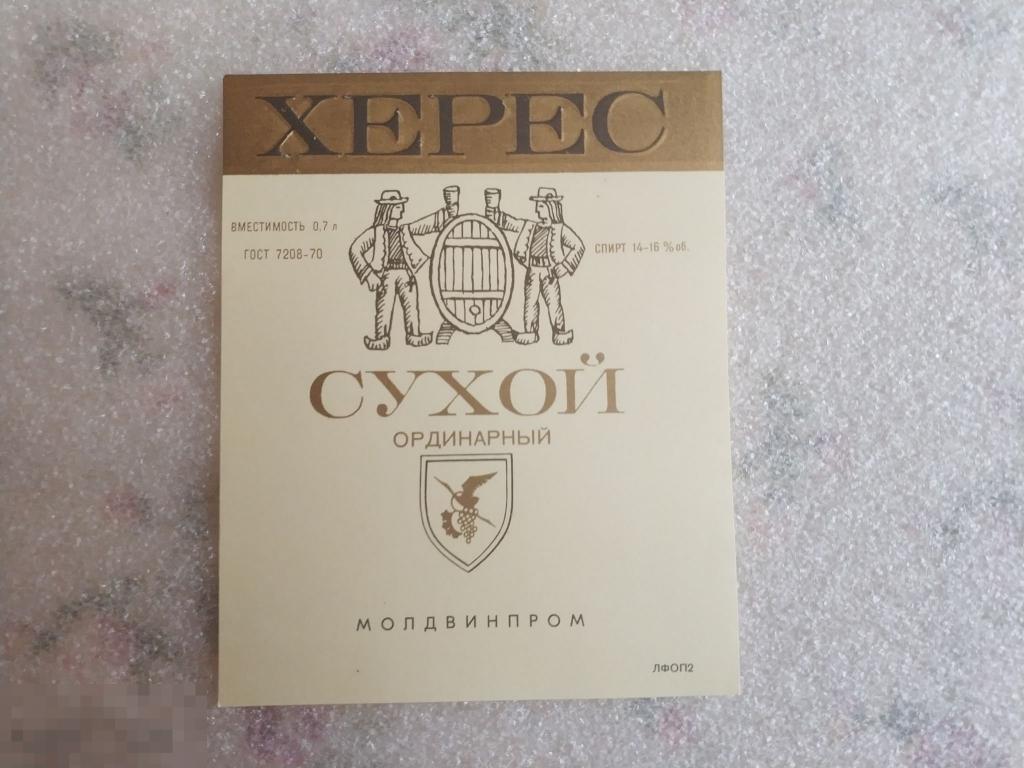 ХЕРЕС
ВМЕСТИМОСТЬ 0,7 л
ГОСТ 7208-70
СПИРТ 14-16 % об.
СУХОЙ
ОРДИНАРНЫЙ
МОЛДВИНПРОМ
ЛФОП2